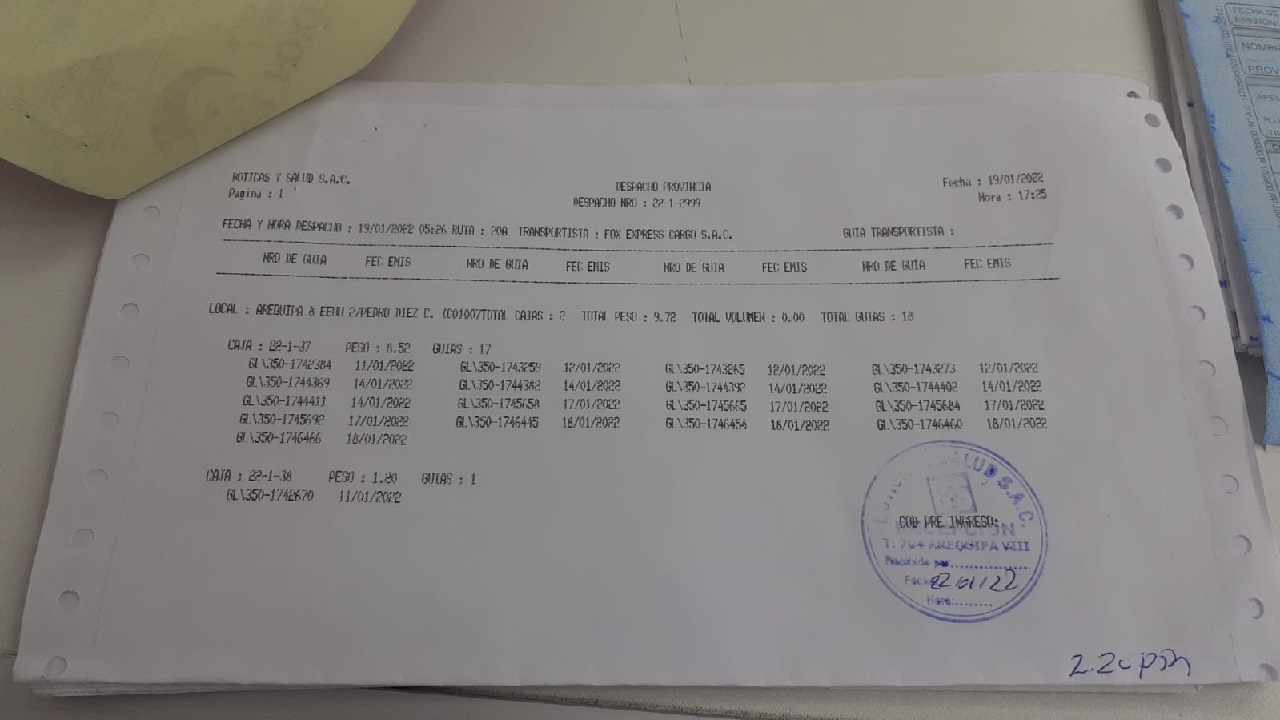 BOTICAS Y SALUD S.A.C.
Pagina : 1
DESPACHO PROVINCIA
DESPACHO NRO : 22-1-2999
Fecha : 19/01/2022
Hora : 17:25
FECHA Y HORA DESPACHO : 19/01/2022 05:26 RUTA : 20A TRANSPORTISTA : FOX EXPRESS CARGO S.A.C. GUIA TRANSPORTISTA :
NRO DE GUIA FEC EMIS NRO DE GUIA FEC EMIS NRO DE GUIA FEC EMIS NRO DE GUIA FEC EMIS
LOCAL : AREQUIPA 8 EEUU 2/PEDRO DIEZ C. TOTAL CAJAS : 2 TOTAL PESO : 9.72 TOTAL VOLUMEN : 0.00 TOTAL GUIAS : 18
CAJA : 22-1-37 PESO : 8.52 GUIAS : 17
GL\350-1742384 11/01/2022 GL\350-1743259 12/01/2022 GL\350-1743265 12/01/2022 GL\350-1743273 12/01/2022
GL\350-1744369 14/01/2022 GL\350-1744382 14/01/2022 GL\350-1744392 14/01/2022 GL\350-1744402 14/01/2022
GL\350-1744411 14/01/2022 GL\350-1745654 17/01/2022 GL\350-1745665 17/01/2022 GL\350-1745684 17/01/2022
GL\350-1745692 17/01/2022 GL\350-1746445 18/01/2022 GL\350-1746454 18/01/2022 GL\350-1746460 18/01/2022
GL\350-1746466 18/01/2022
CAJA : 22-1-38 PESO : 1.20 GUIAS : 1
GL\350-1742670 11/01/2022
SALUD S.A.C.
COD PRE INGRESO:
RECEPCIÓN
T: 704 AREQUIPA VIII
Recibido por
Fecha 22/01/22
Hora:
2.20 pm
FECHA DE
EMISIÓN